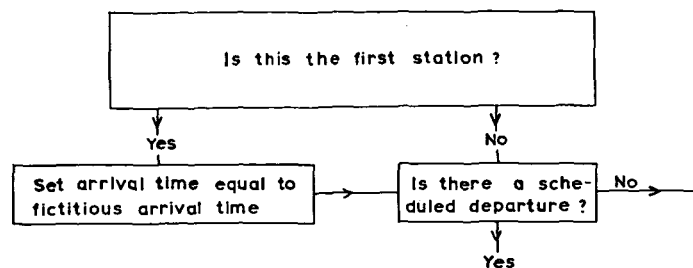 Is this the first station ?
Yes
No
Set arrival time equal to
fictitious arrival time
Is there a sche-
duled departure ?
No
Yes